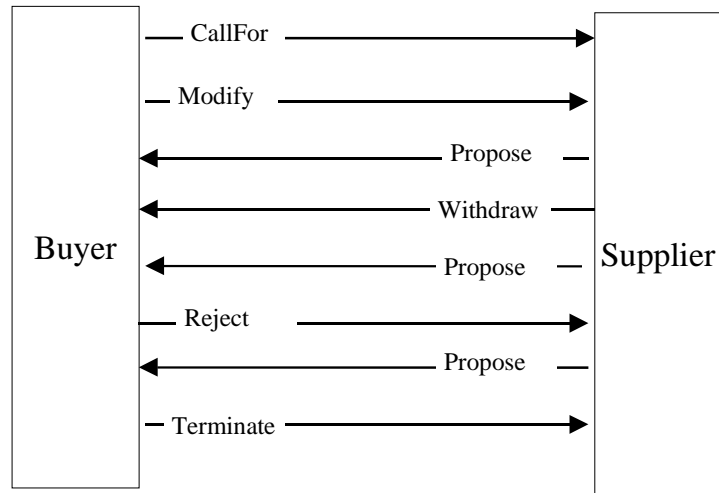 CallFor
Modify
Propose
Withdraw
Buyer
Supplier
Propose
Reject
Propose
Terminate